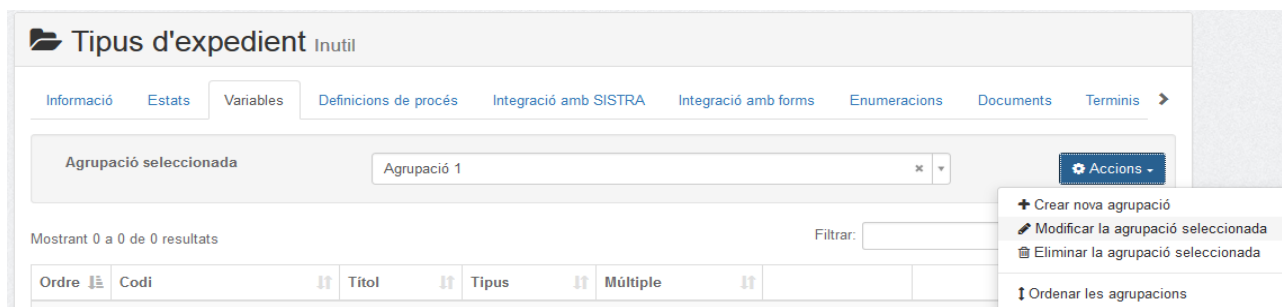 Tipus d'expedient Inutil
Informació Estats Variables Definicions de procés Integració amb SISTRA Integració amb forms Enumeracions Documents Terminis
Agrupació seleccionada Agrupació 1 Accions
Crear nova agrupació
Modificar la agrupació seleccionada
Eliminar la agrupació seleccionada
Ordenar les agrupacions
Mostrant 0 a 0 de 0 resultats Filtrar:
Ordre Codi Títol Tipus Múltiple